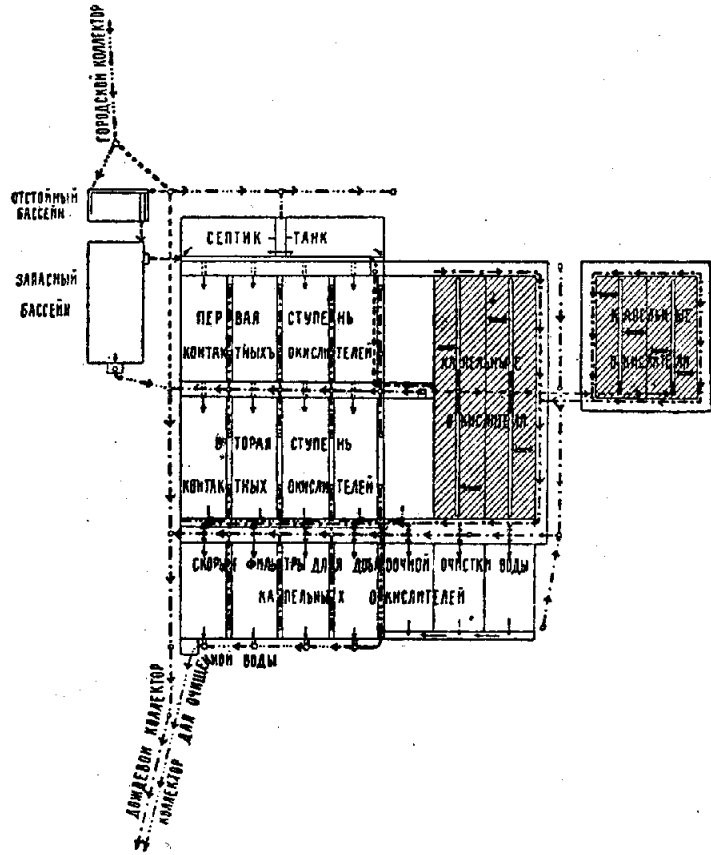 ГОРОДСКОЙ КОЛЛЕКТОР
ОТСТОЙНЫЙ
БАССЕЙН
СЕПТИК ТАНК
ЗАПАСНЫЙ
БАССЕЙН
ПЕРВАЯ СТУПЕНЬ
КОНТАКТНЫХЪ ОКИСЛИТЕЛЕЙ
КАПЕЛЬНЫЕ
ОКИСЛИТЕЛИ
КАПЕЛЬНЫЕ
ОКИСЛИТЕЛИ
ВТОРАЯ СТУПЕНЬ
КОНТАКТНЫХ ОКИСЛИТЕЛЕЙ
СКОРЫЕ ФИЛЬТРЫ ДЛЯ ДОБАВОЧНОЙ ОЧИСТКИ ВОДЫ
КАПЕЛЬНЫХ ОКИСЛИТЕЛЕЙ
ДОЖДЕВОЙ КОЛЛЕКТОР
КОЛЛЕКТОР ДЛЯ ОЧИЩЕННОЙ ВОДЫ